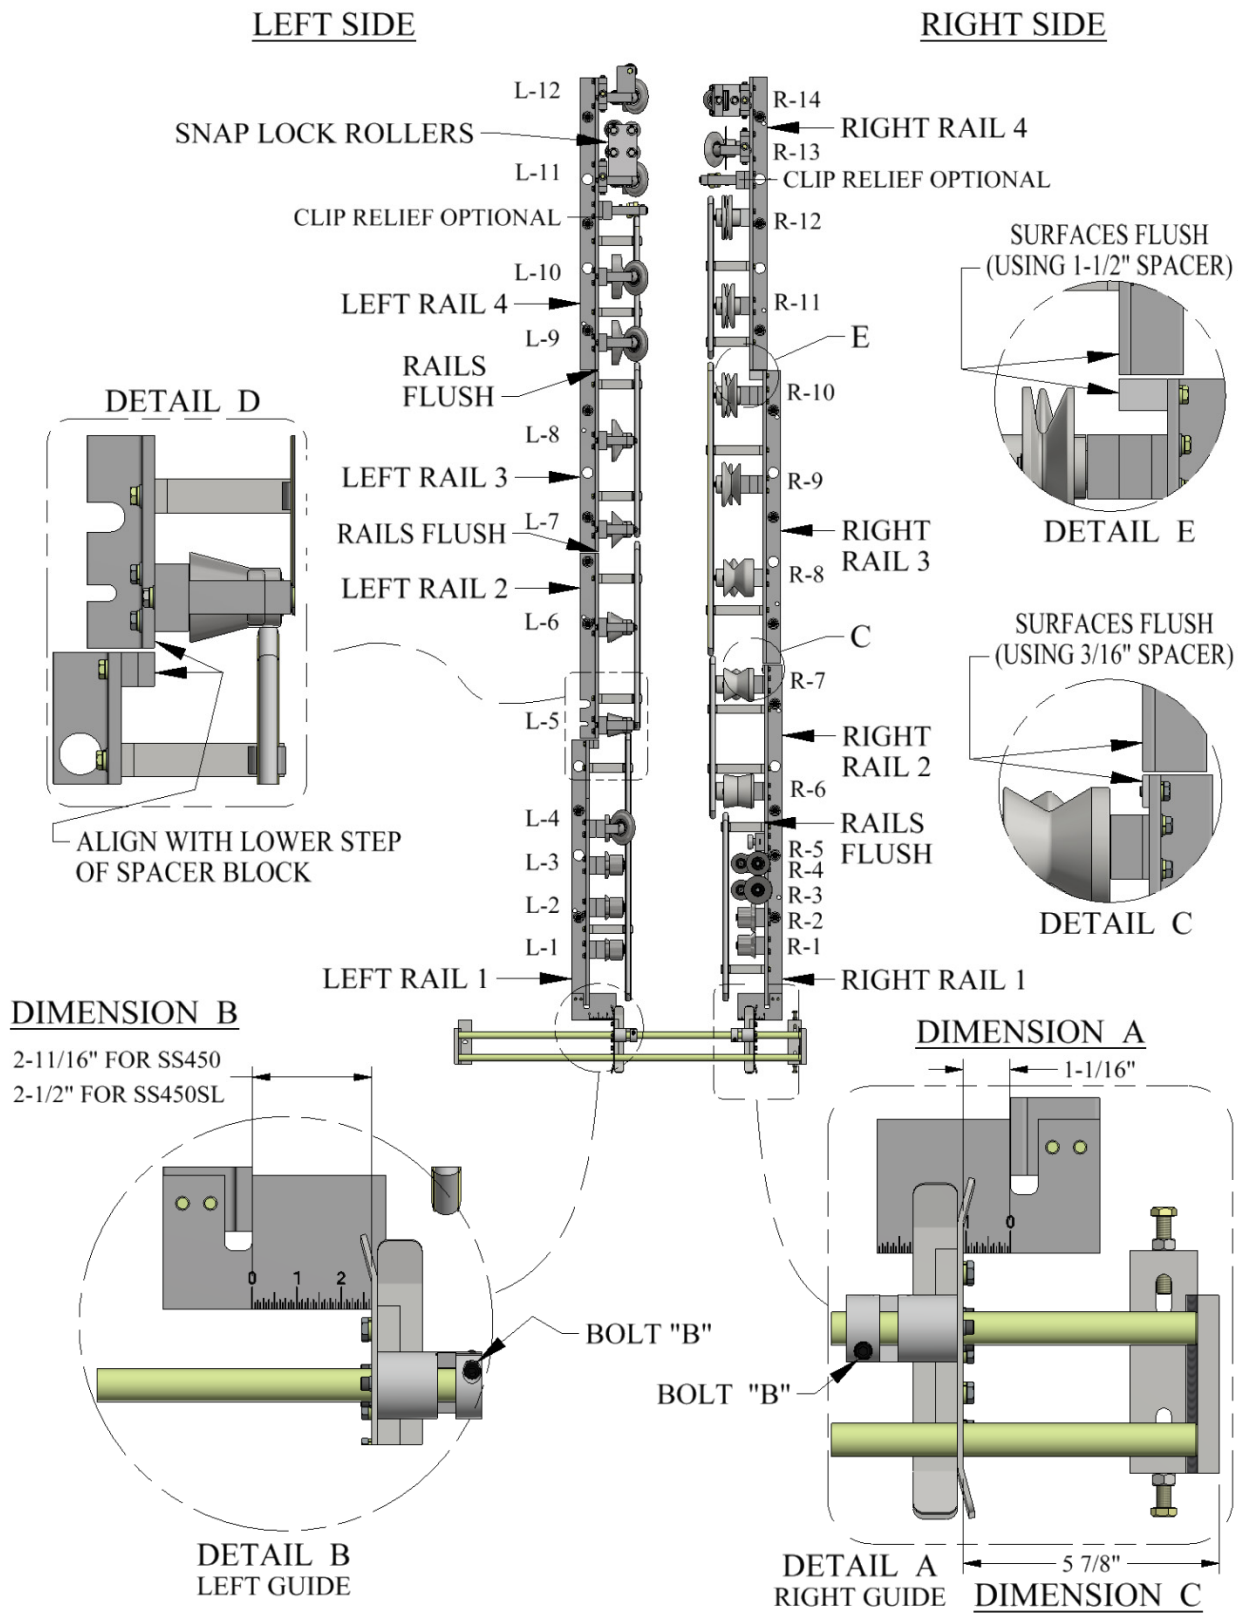 LEFT SIDE
RIGHT SIDE
L-12
SNAP LOCK ROLLERS
L-11
CLIP RELIEF OPTIONAL
L-10
LEFT RAIL 4
L-9
RAILS
FLUSH
L-8
LEFT RAIL 3
L-7
RAILS FLUSH
LEFT RAIL 2
L-6
L-5
L-4
L-3
L-2
L-1
LEFT RAIL 1
R-14
RIGHT RAIL 4
R-13
CLIP RELIEF OPTIONAL
R-12
R-11
E
R-10
R-9
RIGHT
RAIL 3
R-8
C
R-7
RIGHT
RAIL 2
R-6
RAILS
FLUSH
R-5
R-4
R-3
R-2
R-1
RIGHT RAIL 1
SURFACES FLUSH
(USING 1-1/2" SPACER)
DETAIL E
SURFACES FLUSH
(USING 3/16" SPACER)
DETAIL C
DETAIL D
ALIGN WITH LOWER STEP
OF SPACER BLOCK
DIMENSION B
2-11/16" FOR SS450
2-1/2" FOR SS450SL
0 1 2
BOLT "B"
DETAIL B
LEFT GUIDE
DIMENSION A
1-1/16"
1 0
BOLT "B"
5 7/8"
DETAIL A
RIGHT GUIDE
DIMENSION C